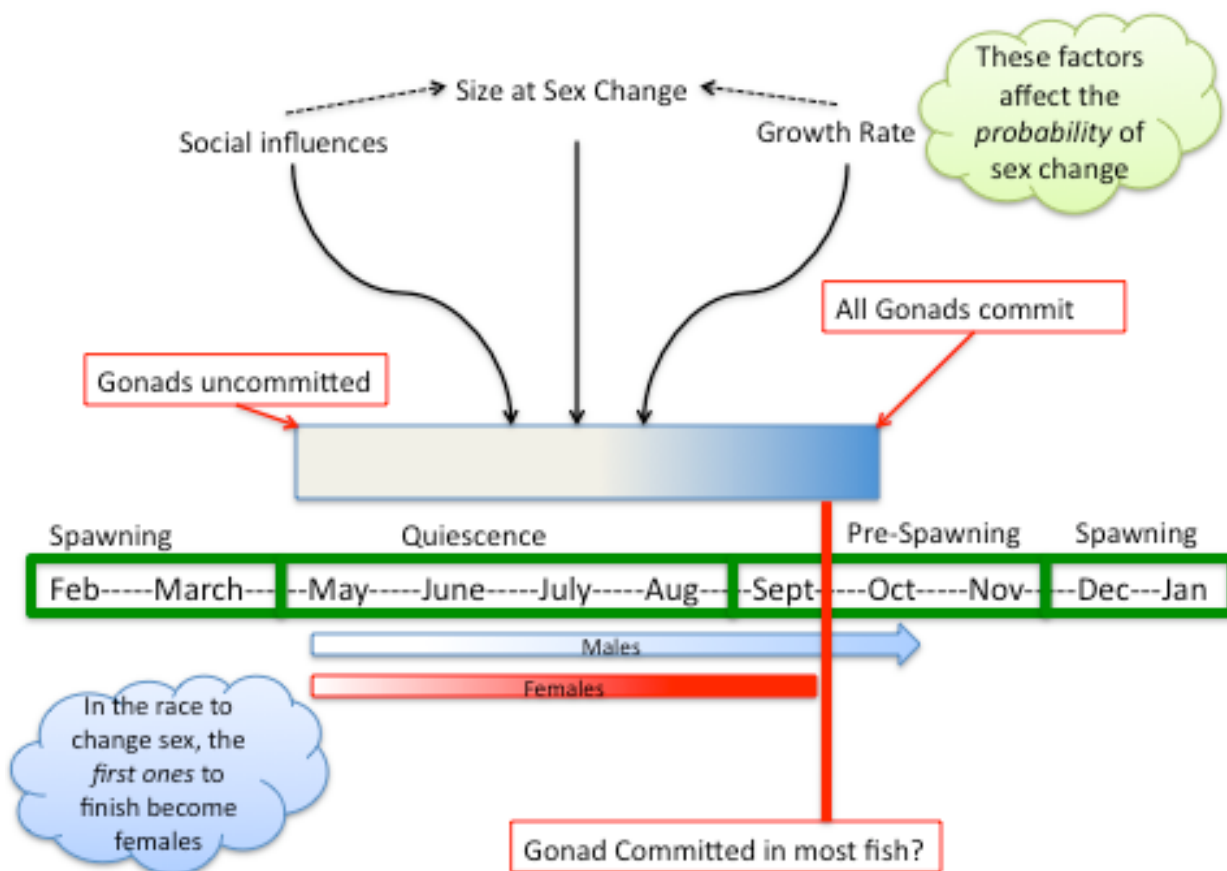 These factors
affect the
probability of
sex change
Size at Sex Change
Social influences
Growth Rate
All Gonads commit
Gonads uncommitted
Spawning
Quiescence
Pre-Spawning
Spawning
Feb-----March-----May-----June-----July-----Aug-----Sept-----Oct-----Nov-----Dec---Jan
Males
Females
In the race to
change sex, the
first ones to
finish become
females
Gonad Committed in most fish?